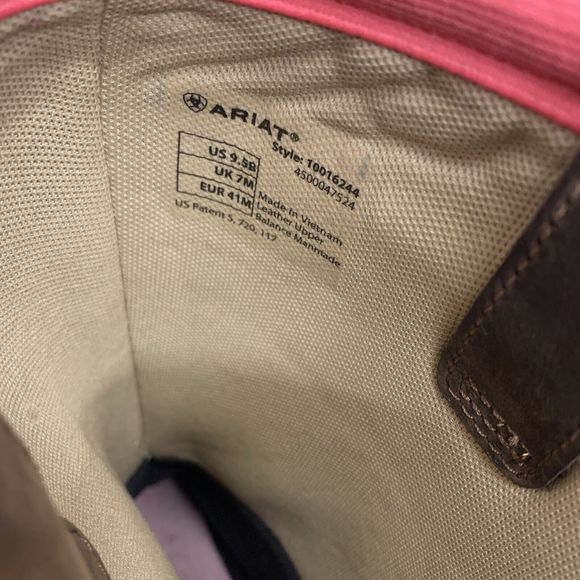 ARIAT®
Style: 10016244
4500047524
US 9.5B
UK 7M
EUR 41M
Made in Vietnam
Leather Upper
Balance Manmade
US Patent 5, 720, 117